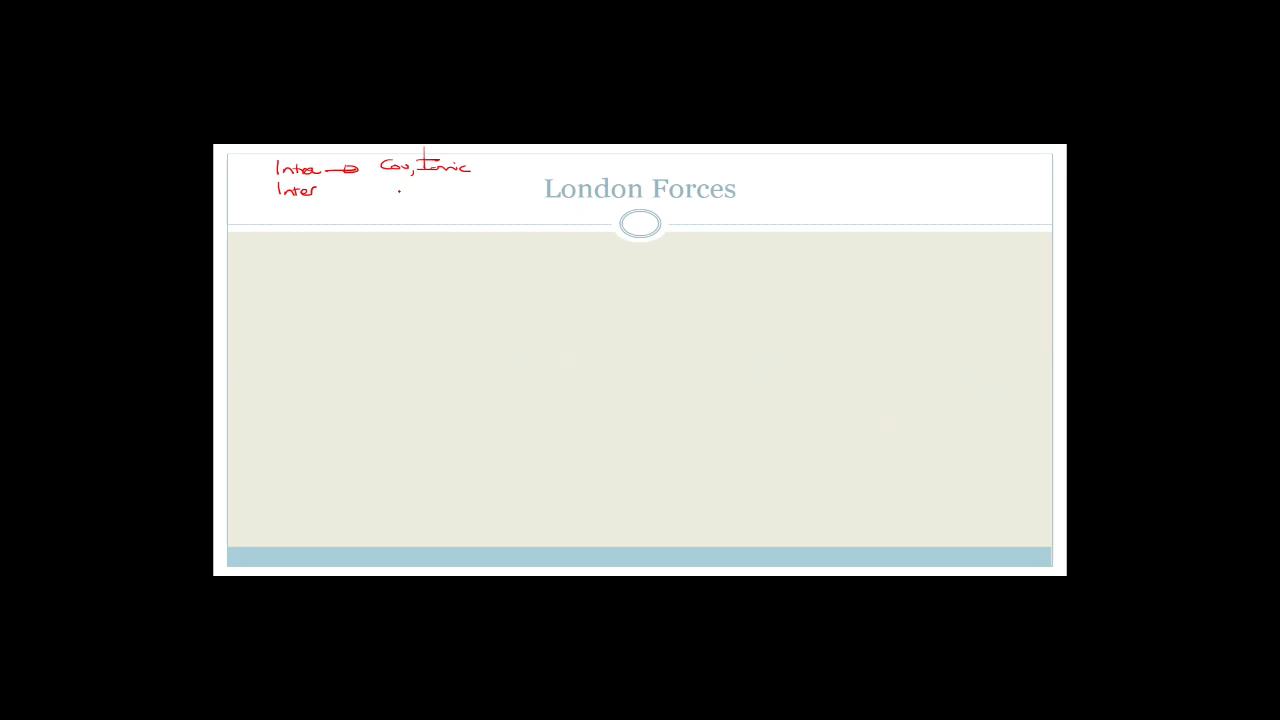 Intra → Cov, Ionic
Inter
London Forces